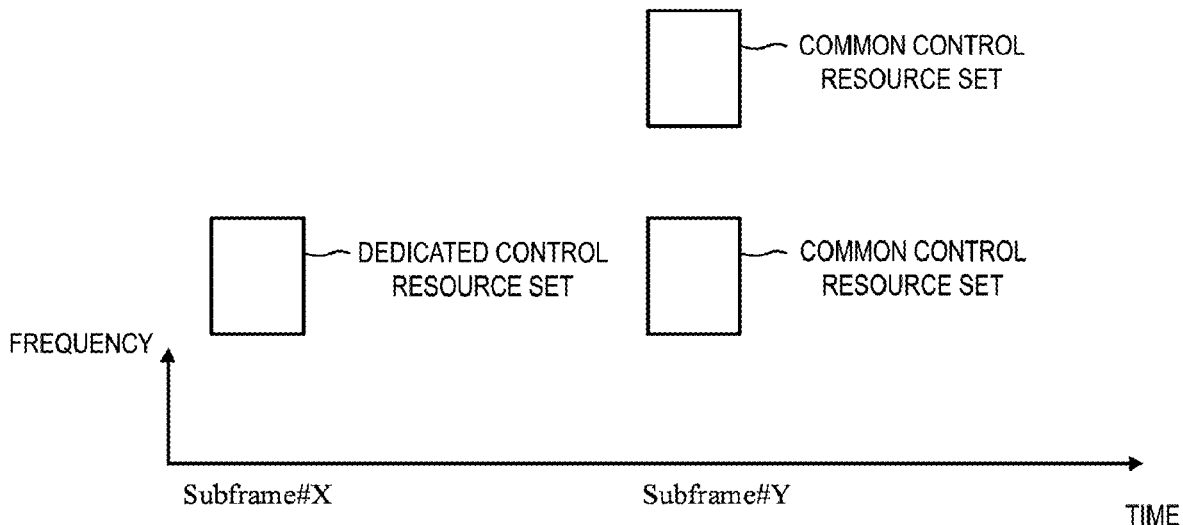 COMMON CONTROL
RESOURCE SET
DEDICATED CONTROL
RESOURCE SET
COMMON CONTROL
RESOURCE SET
FREQUENCY
Subframe#X
Subframe#Y
TIME